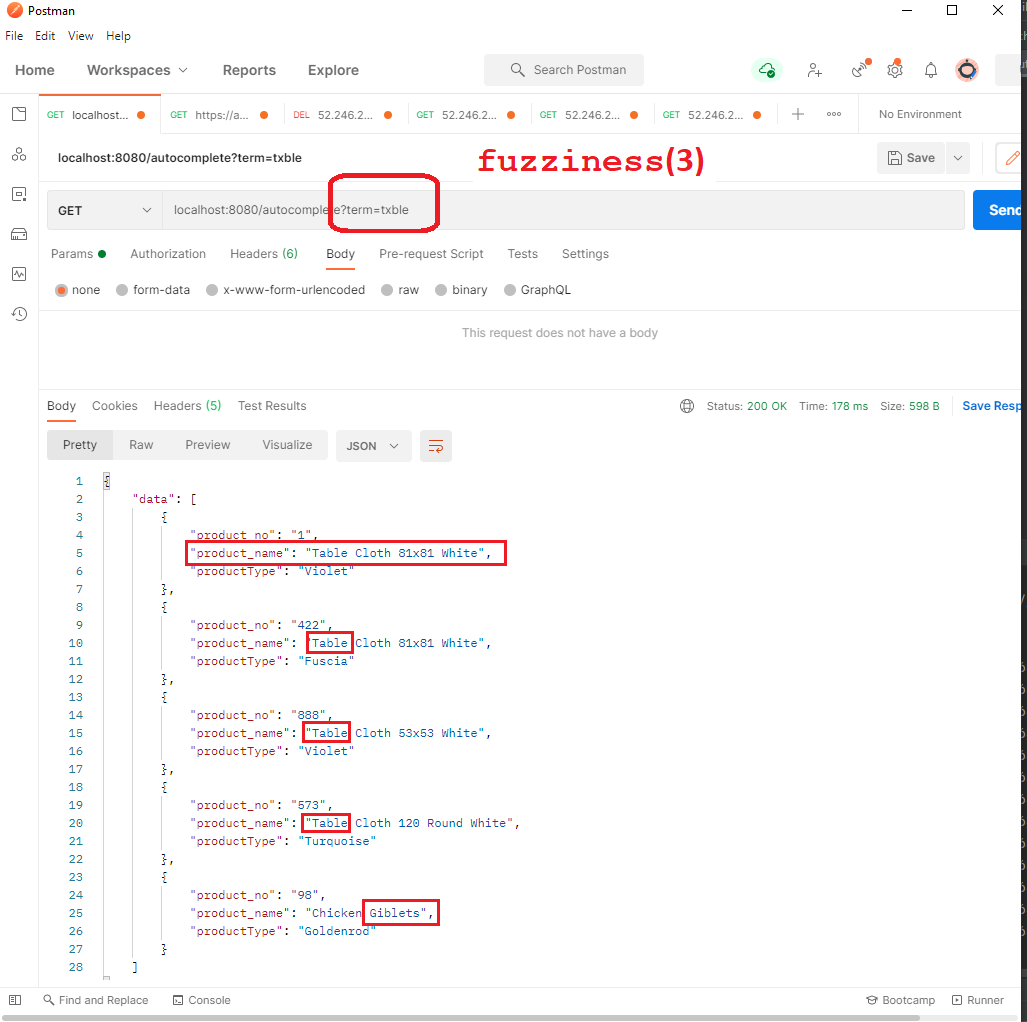 Postman
File Edit View Help
Home Workspaces Reports Explore Search Postman
GET localhost... GET https://a... DEL 52.246.2... GET 52.246.2... GET 52.246.2... GET 52.246.2... No Environment
localhost:8080/autocomplete?term=txble fuzziness(3) Save
GET localhost:8080/autocomplete?term=txble Send
Params Authorization Headers (6) Body Pre-request Script Tests Settings
none form-data x-www-form-urlencoded raw binary GraphQL
This request does not have a body
Body Cookies Headers (5) Test Results Status: 200 OK Time: 178 ms Size: 598 B Save Resp
Pretty Raw Preview Visualize JSON
1 {
2 "data": [
3 {
4 "product_no": "1",
5 "product_name": "Table Cloth 81x81 White",
6 "productType": "Violet"
7 },
8 {
9 "product_no": "422",
10 "product_name": "Table Cloth 81x81 White",
11 "productType": "Fuscia"
12 },
13 {
14 "product_no": "888",
15 "product_name": "Table Cloth 53x53 White",
16 "productType": "Violet"
17 },
18 {
19 "product_no": "573",
20 "product_name": "Table Cloth 120 Round White",
21 "productType": "Turquoise"
22 },
23 {
24 "product_no": "98",
25 "product_name": "Chicken Giblets",
26 "productType": "Goldenrod"
27 }
28 ]
Find and Replace Console Bootcamp Runner